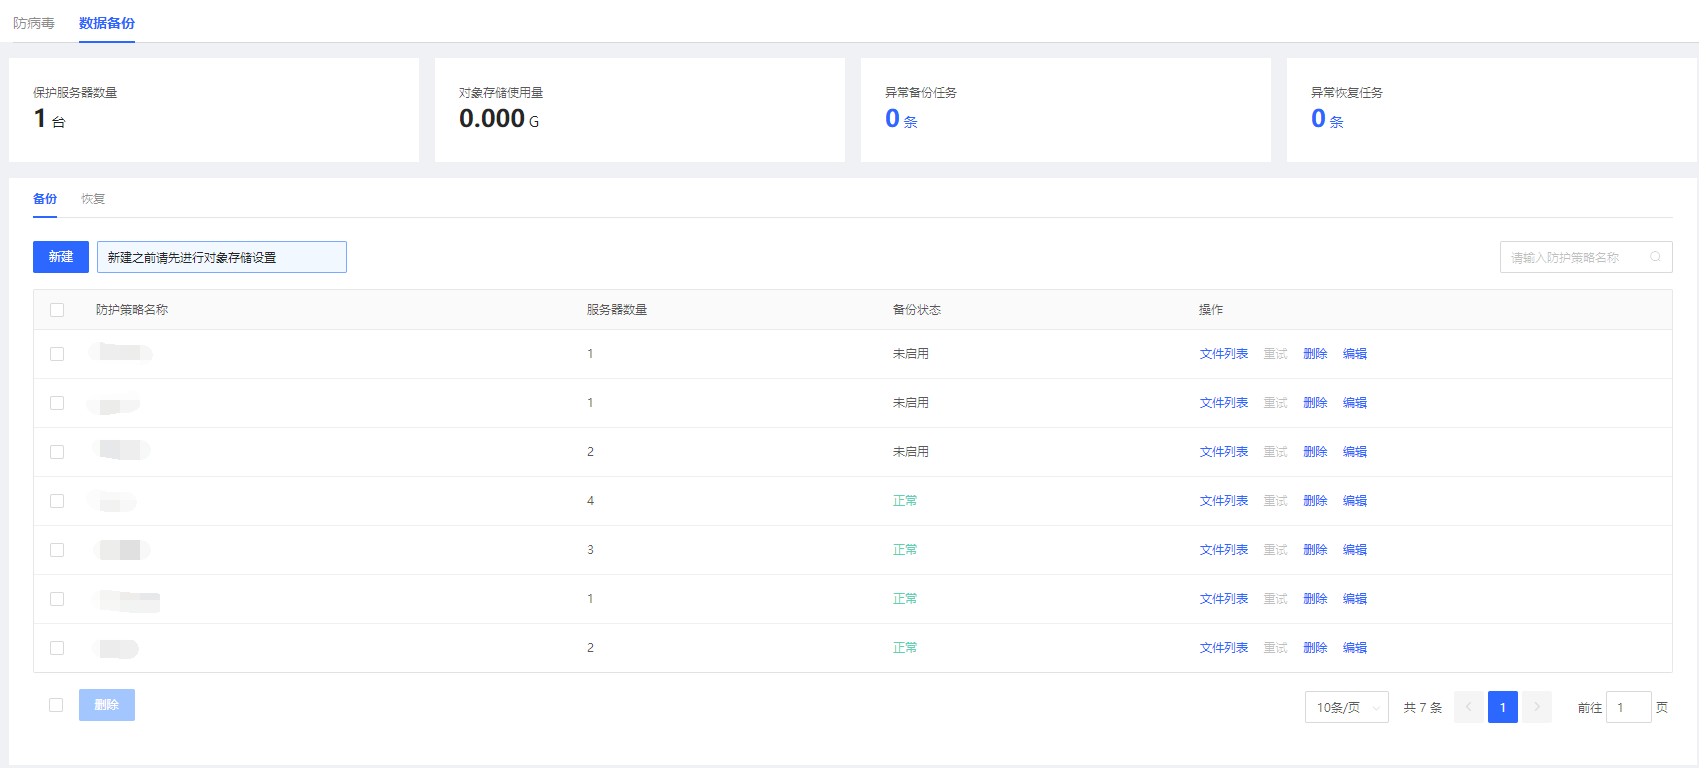 防病毒 数据备份
保护服务器数量 对象存储使用量 异常备份任务 异常恢复任务
1 台 0.000 G 0 条 0 条
备份 恢复
新建 新建之前请先进行对象存储设置 请输入防护策略名称
防护策略名称 服务器数量 备份状态 操作
1 未启用 文件列表 重试 删除 编辑
1 未启用 文件列表 重试 删除 编辑
2 未启用 文件列表 重试 删除 编辑
4 正常 文件列表 重试 删除 编辑
3 正常 文件列表 重试 删除 编辑
1 正常 文件列表 重试 删除 编辑
2 正常 文件列表 重试 删除 编辑
删除 10条/页 共 7 条 1 前往 1 页